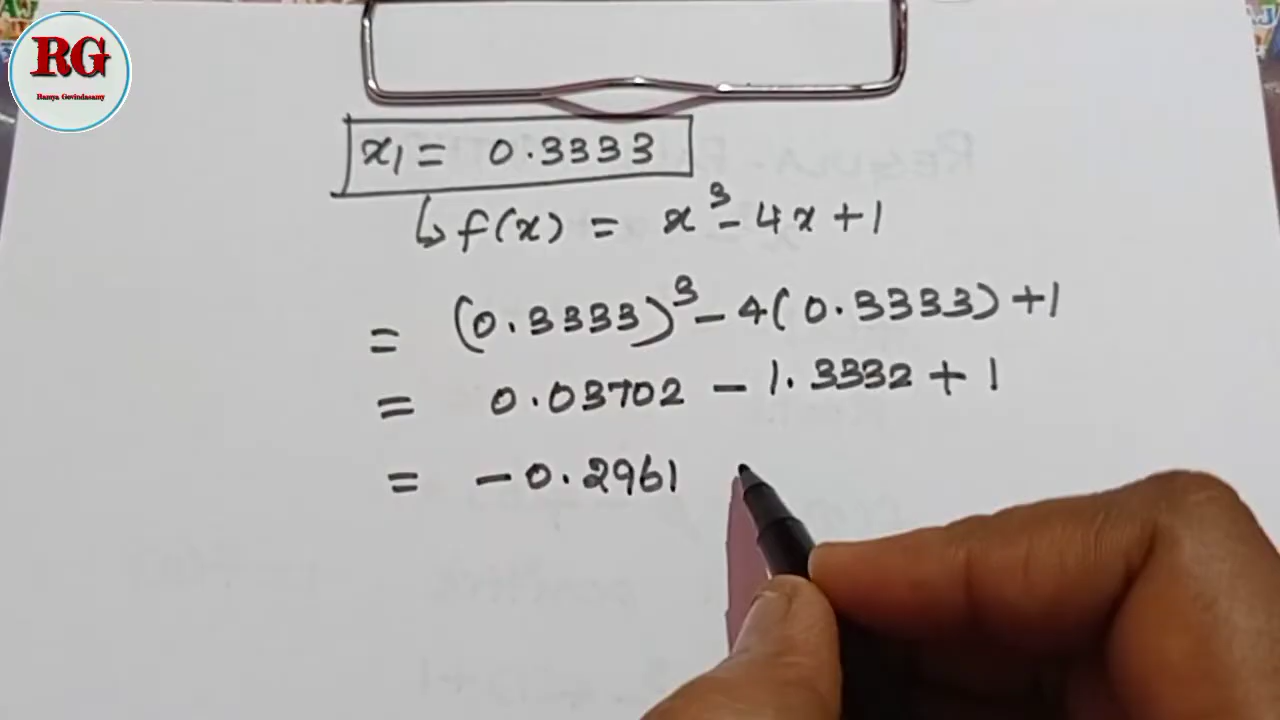 RG
Ramya Govindasamy
x₁ = 0.3333
↳ f(x) = x³ - 4x + 1
= (0.3333)³ - 4(0.3333) + 1
= 0.03702 - 1.3332 + 1
= -0.2961